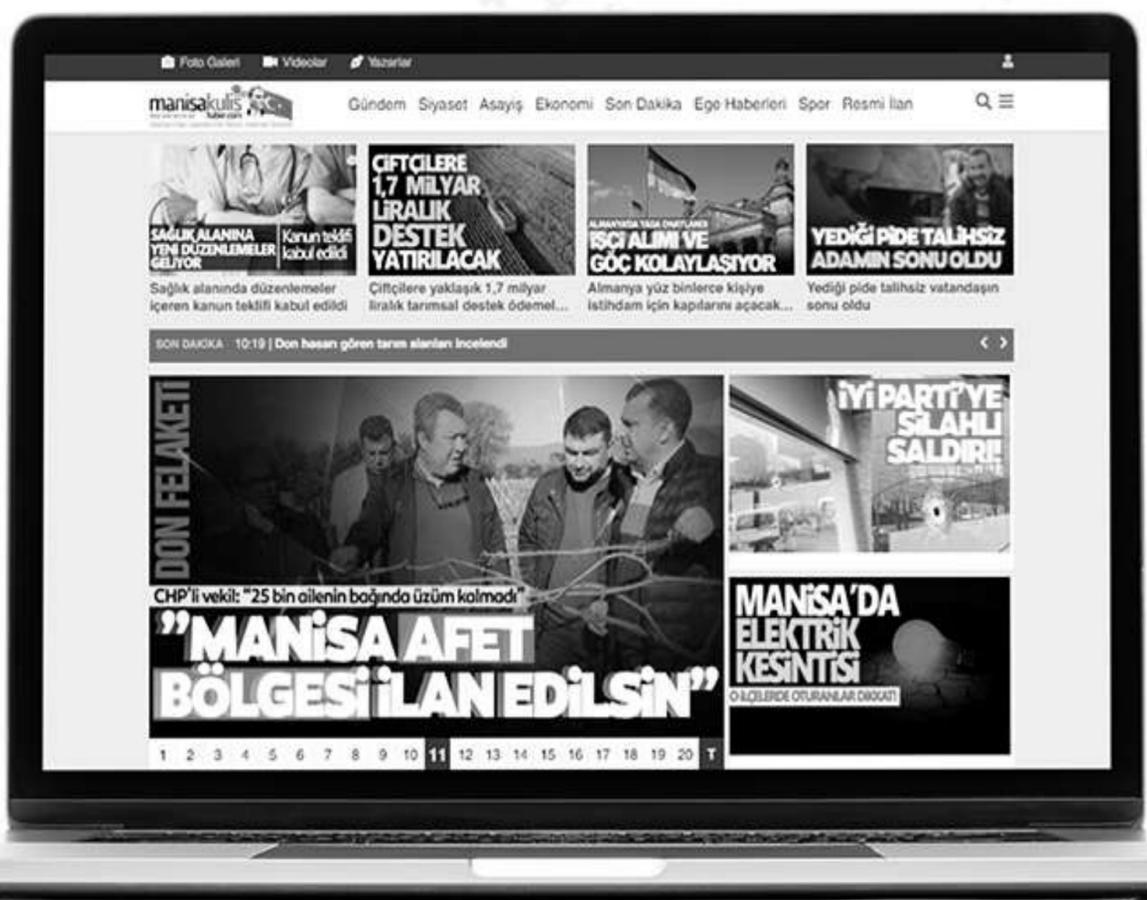 Foto Galeri Videolar Yazarlar
manisakulis
haber.com
Gündem Siyaset Asayiş Ekonomi Son Dakika Ege Haberleri Spor Resmi İlan
SAĞLIK ALANINA
YENİ DÜZENLEMELER
GELİYOR
Kanun teklifi
kabul edildi
Sağlık alanında düzenlemeler
içeren kanun teklifi kabul edildi
ÇİFTÇİLERE
1,7 MİLYAR
LİRALIK
DESTEK
YATIRILACAK
Çiftçilere yaklaşık 1,7 milyar
liralık tarımsal destek ödemel...
ALMANYA'DA YASA ONAYLANDI
İŞÇİ ALIMI VE
GÖÇ KOLAYLAŞIYOR
Almanya yüz binlerce kişiye
istihdam için kapılarını açacak...
YEDİĞİ PİDE TALİHSİZ
ADAMIN SONU OLDU
Yediği pide talihsiz vatandaşın
sonu oldu
SON DAKİKA 10:19 | Don hasarı gören tarım alanları incelendi
DON FELAKETİ
CHP'li vekil: "25 bin ailenin bağında üzüm kalmadı"
"MANİSA AFET
BÖLGESİ İLAN EDİLSİN"
1 2 3 4 5 6 7 8 9 10 11 12 13 14 15 16 17 18 19 20 T
İYİ PARTİ'YE
SİLAHLI
SALDIRI!
MANİSA'DA
ELEKTRİK
KESİNTİSİ
O İLÇELERDE OTURANLAR DİKKAT!